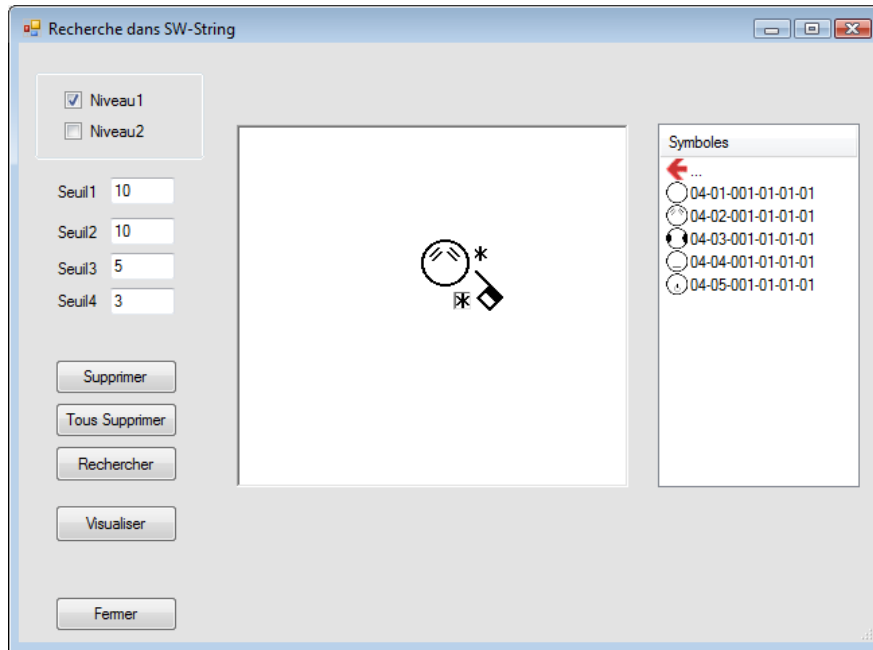 Recherche dans SW-String
Niveau1
Niveau2
Seuil1 10
Seuil2 10
Seuil3 5
Seuil4 3
Supprimer
Tous Supprimer
Rechercher
Visualiser
Fermer
Symboles
...
04-01-001-01-01-01
04-02-001-01-01-01
04-03-001-01-01-01
04-04-001-01-01-01
04-05-001-01-01-01